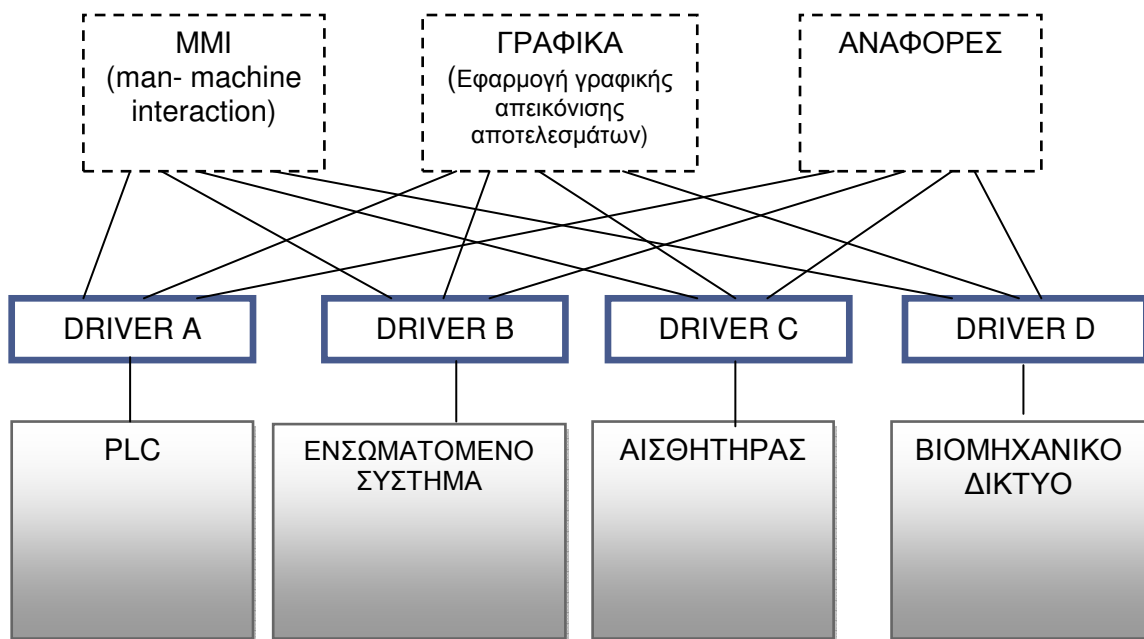 MMI
(man- machine
interaction)
ΓΡΑΦΙΚΑ
(Εφαρμογή γραφικής
απεικόνισης
αποτελεσμάτων)
ΑΝΑΦΟΡΕΣ
DRIVER A
DRIVER B
DRIVER C
DRIVER D
PLC
ΕΝΣΩΜΑΤΟΜΕΝΟ
ΣΥΣΤΗΜΑ
ΑΙΣΘΗΤΗΡΑΣ
ΒΙΟΜΗΧΑΝΙΚΟ
ΔΙΚΤΥΟ